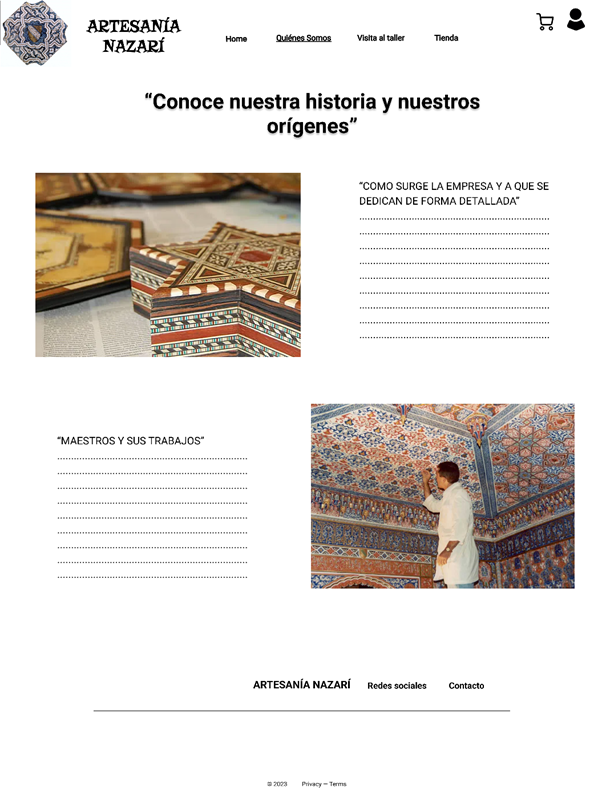 ARTESANÍA
NAZARÍ
Home
Quiénes Somos
Visita al taller
Tienda
“Conoce nuestra historia y nuestros
orígenes”
“COMO SURGE LA EMPRESA Y A QUE SE
DEDICAN DE FORMA DETALLADA”
“MAESTROS Y SUS TRABAJOS”
ARTESANÍA NAZARÍ
Redes sociales
Contacto
© 2023
Privacy — Terms